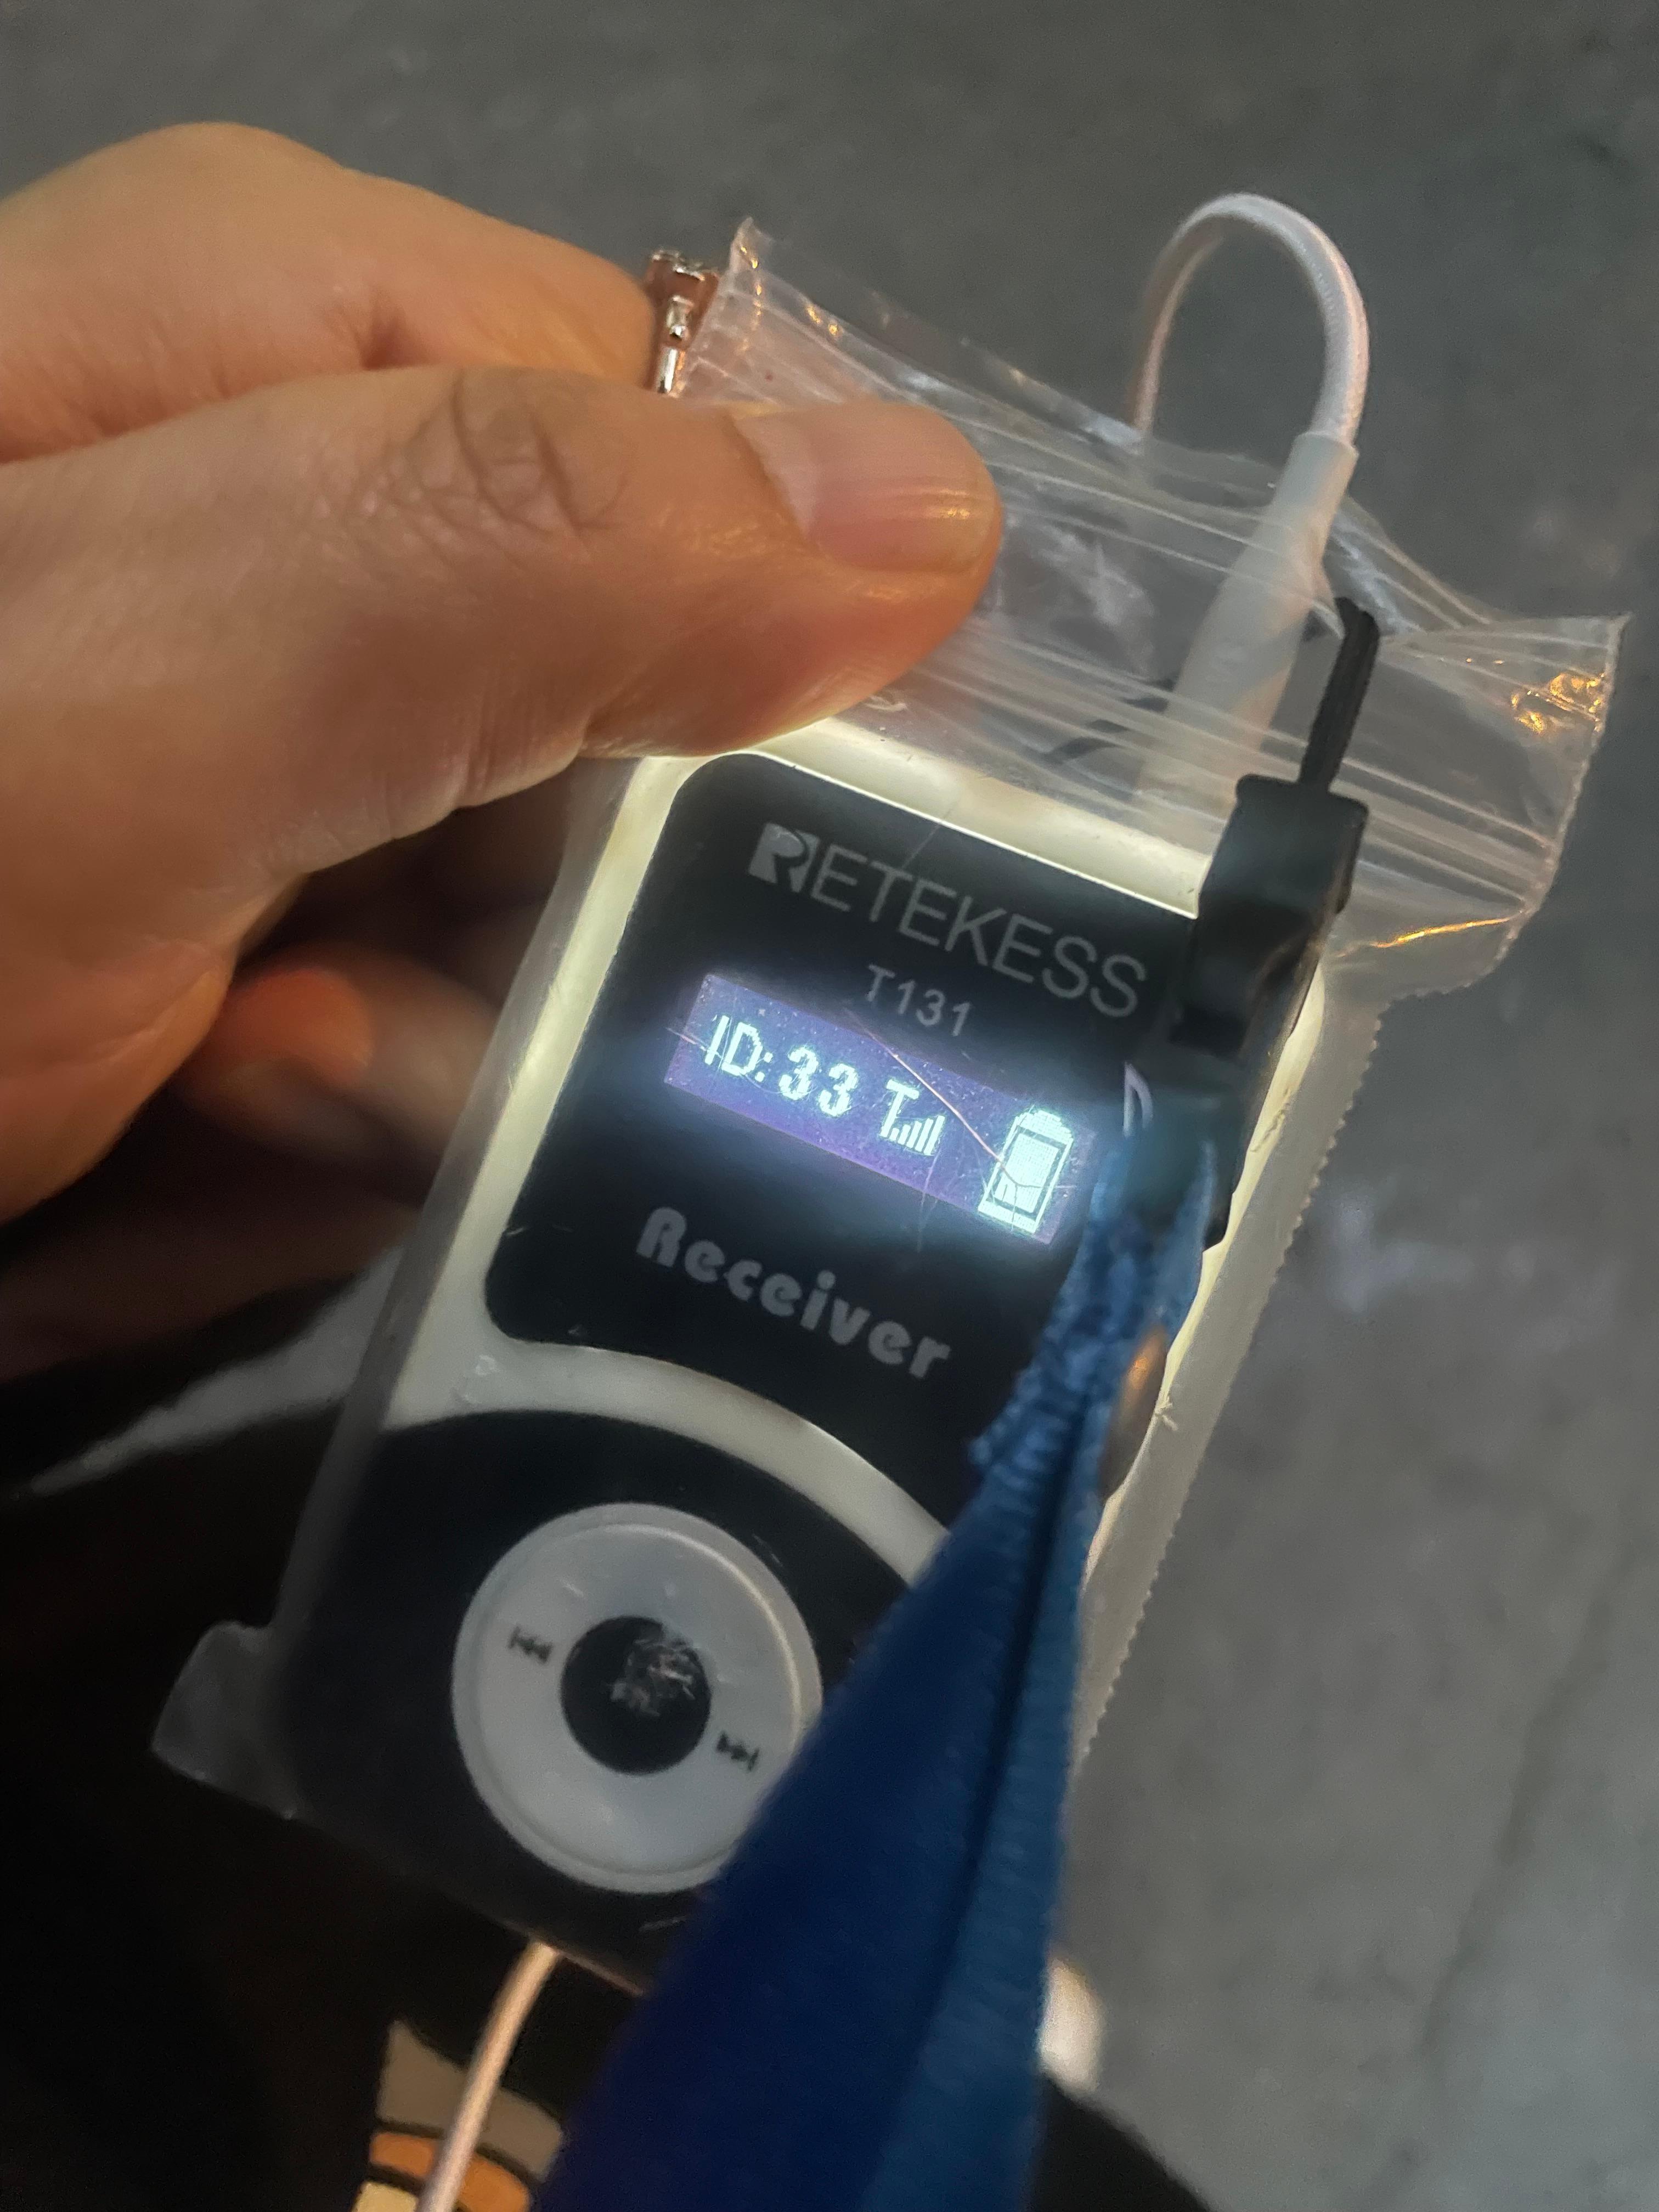 RETEKESS
T131
ID:33
Receiver